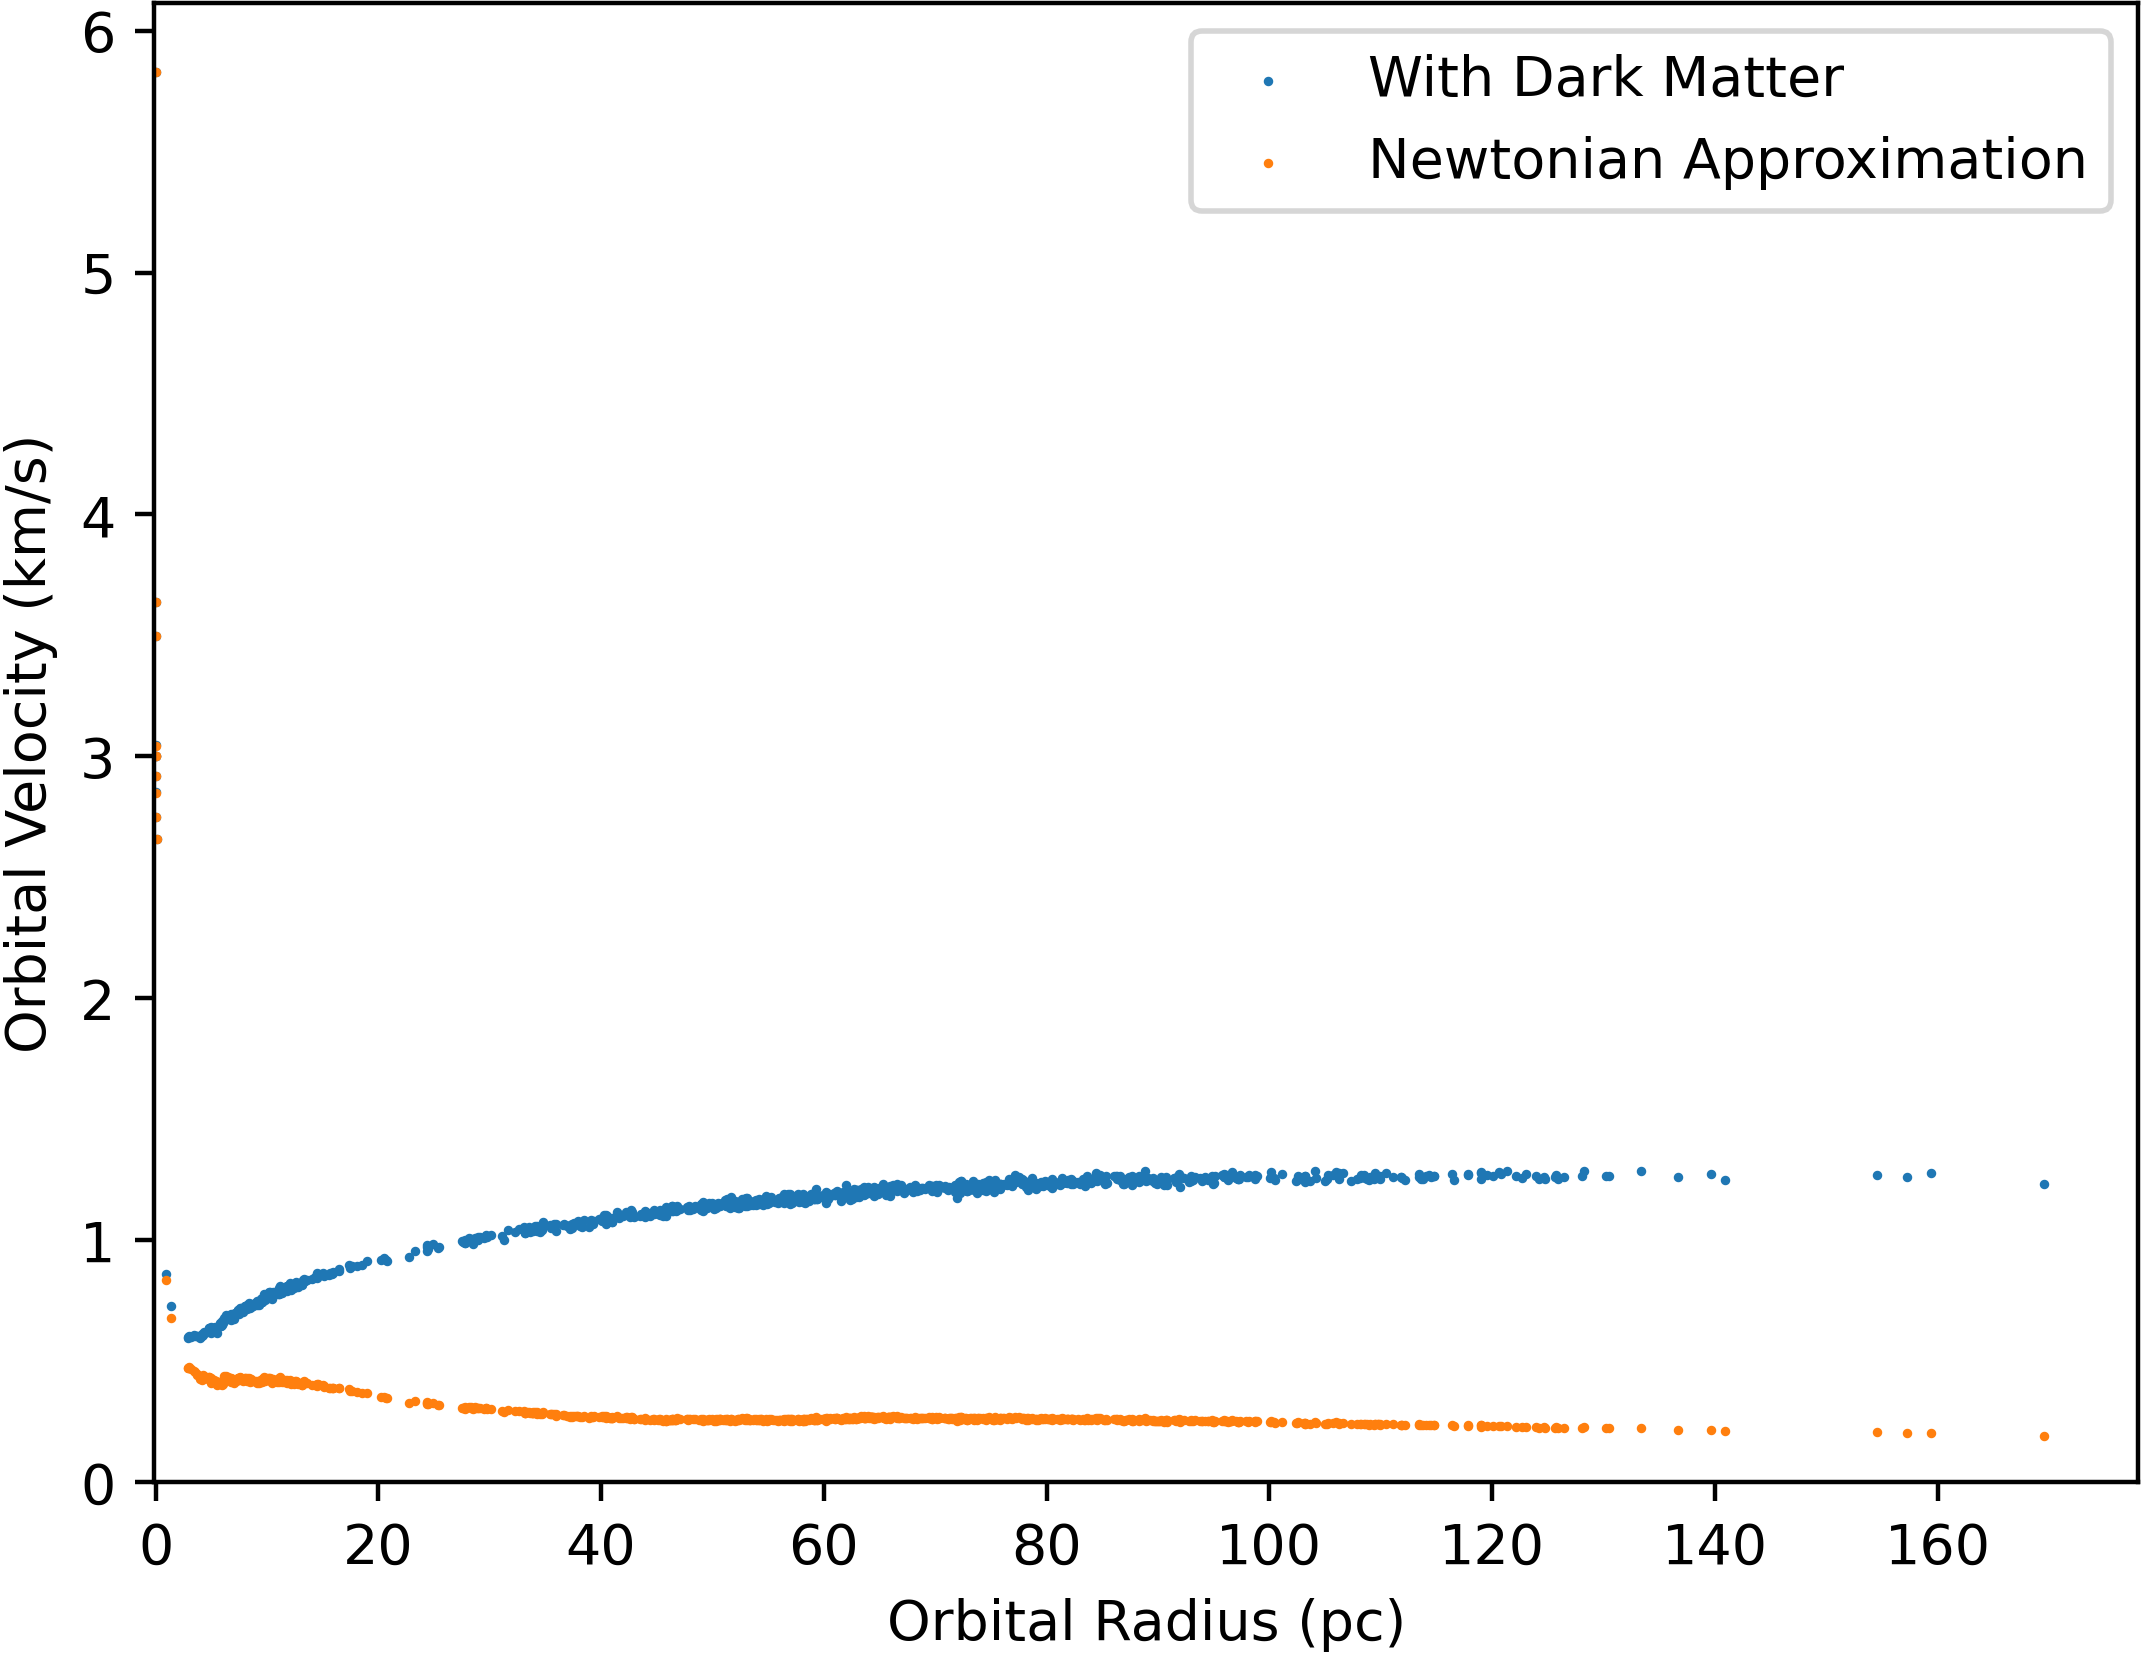 With Dark Matter
Newtonian Approximation
Orbital Velocity (km/s)
6
5
4
3
2
1
0
0 20 40 60 80 100 120 140 160
Orbital Radius (pc)